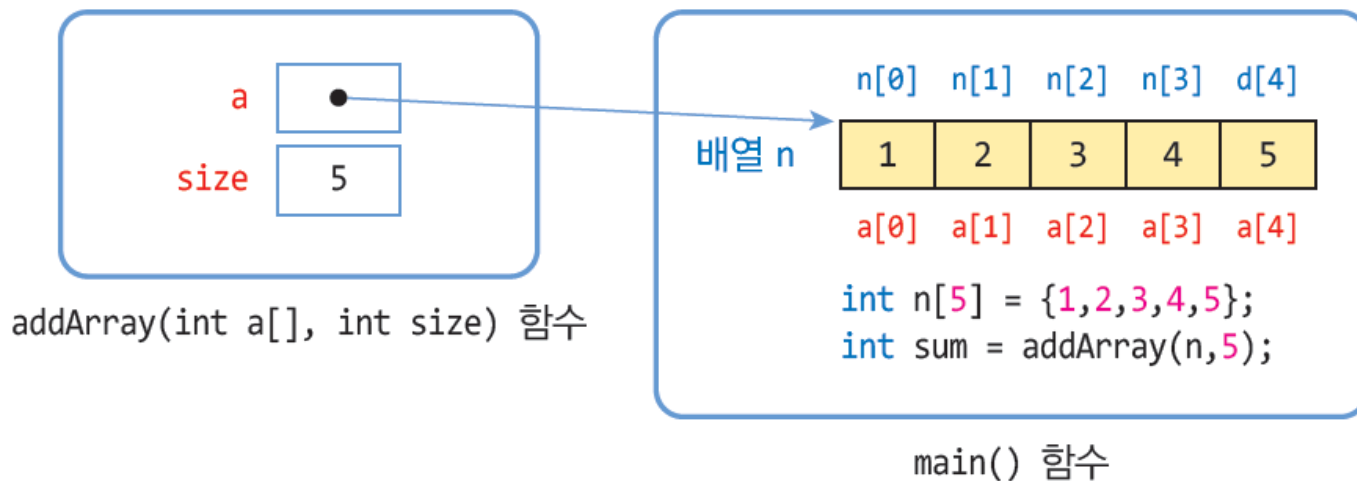 a
size 5
addArray(int a[], int size) 함수
n[0] n[1] n[2] n[3] d[4]
배열 n 1 2 3 4 5
a[0] a[1] a[2] a[3] a[4]
int n[5] = {1,2,3,4,5};
int sum = addArray(n,5);
main() 함수